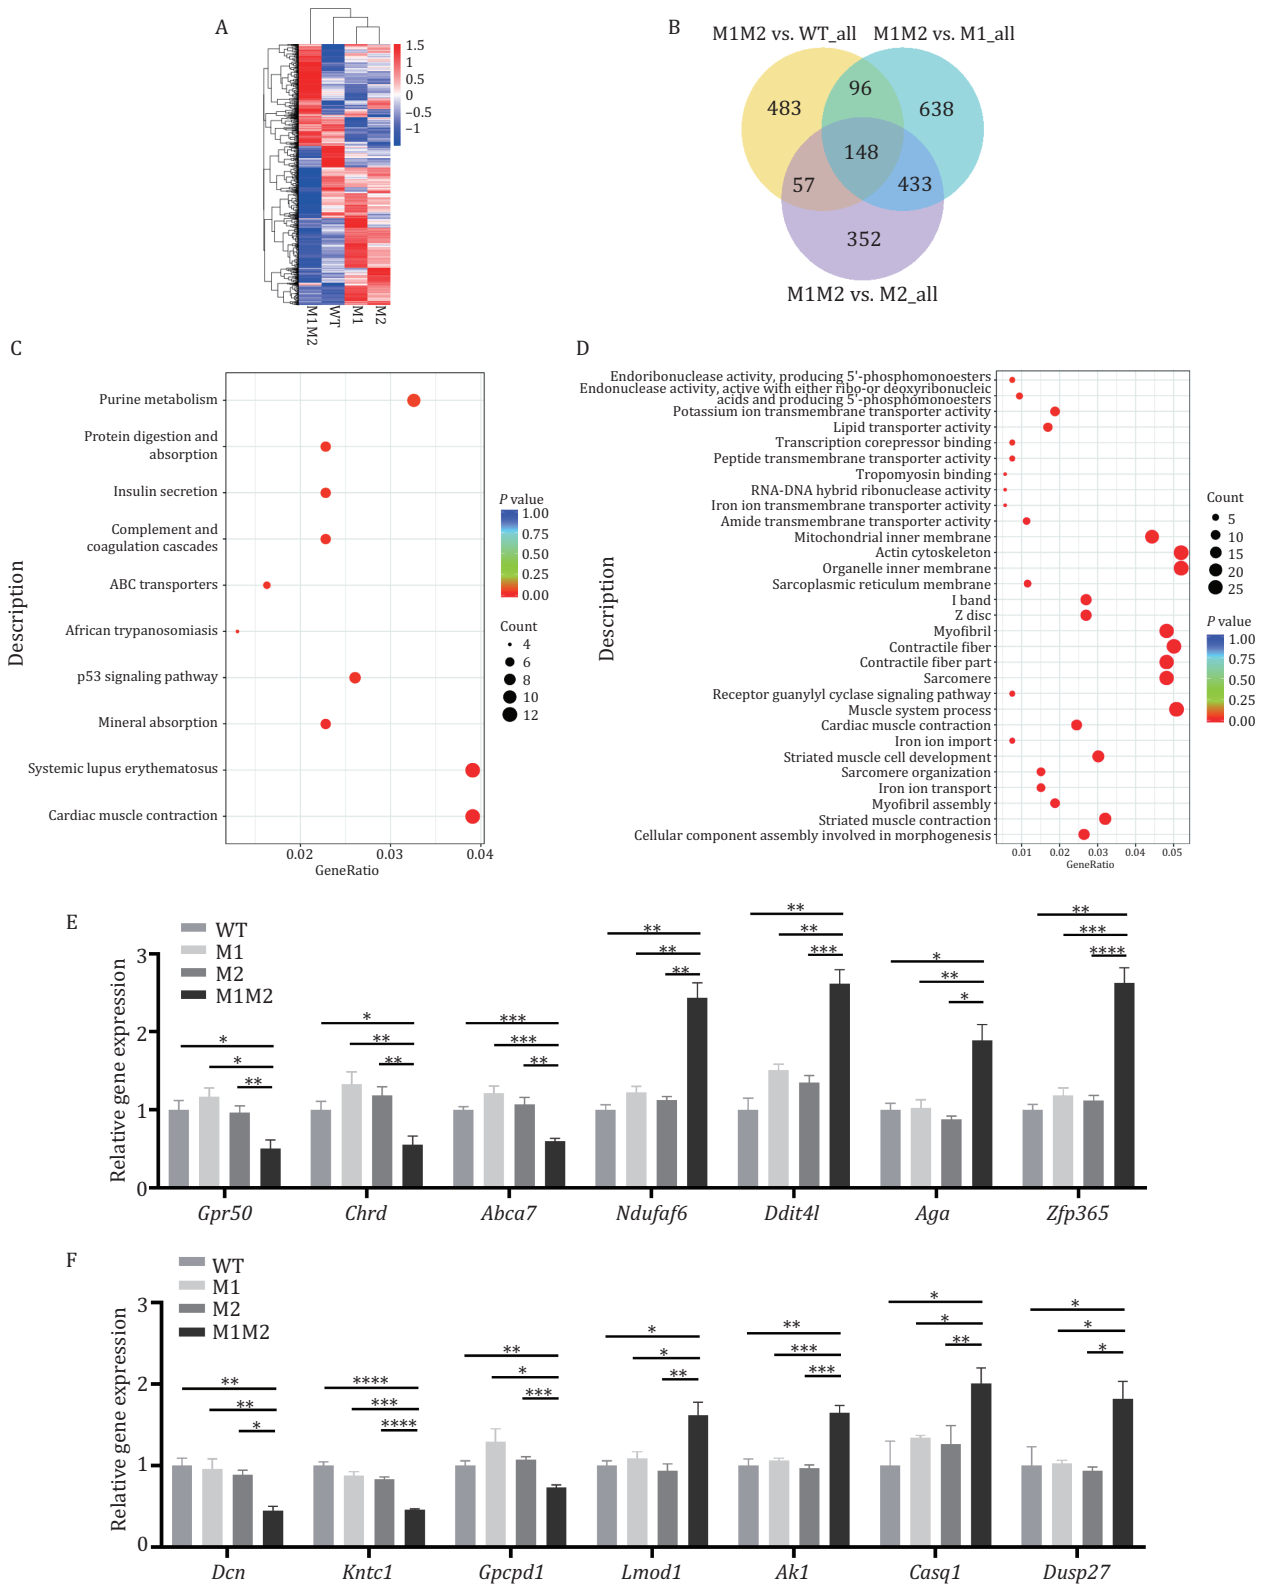 A
1.5
1
0.5
0
−0.5
−1
M1M2
WT
M1
M2
B
M1M2 vs. WT_all
M1M2 vs. M1_all
96
483
638
148
57
433
352
M1M2 vs. M2_all
C
Description
Purine metabolism
Protein digestion and
absorption
Insulin secretion
Complement and
coagulation cascades
ABC transporters
African trypanosomiasis
p53 signaling pathway
Mineral absorption
Systemic lupus erythematosus
Cardiac muscle contraction
0.02
0.03
0.04
GeneRatio
P value
1.00
0.75
0.50
0.25
0.00
Count
4
6
8
10
12
D
Description
Endoribonuclease activity, producing 5'-phosphomonoesters
Endonuclease activity, active with either ribo-or deoxyribonucleic
acids and producing 5'-phosphomonoesters
Potassium ion transmembrane transporter activity
Lipid transporter activity
Transcription corepressor binding
Peptide transmembrane transporter activity
Tropomyosin binding
RNA-DNA hybrid ribonuclease activity
Iron ion transmembrane transporter activity
Amide transmembrane transporter activity
Mitochondrial inner membrane
Actin cytoskeleton
Organelle inner membrane
Sarcoplasmic reticulum membrane
I band
Z disc
Myofibril
Contractile fiber
Contractile fiber part
Sarcomere
Receptor guanylyl cyclase signaling pathway
Muscle system process
Cardiac muscle contraction
Iron ion import
Striated muscle cell development
Sarcomere organization
Iron ion transport
Myofibril assembly
Striated muscle contraction
Cellular component assembly involved in morphogenesis
0.01
0.02
0.03
0.04
0.05
GeneRatio
Count
5
10
15
20
25
P value
1.00
0.75
0.50
0.25
0.00
E
WT
M1
M2
M1M2
Relative gene expression
3
2
1
0
*
*
**
*
**
**
***
***
**
**
**
**
**
**
***
*
**
*
**
***
****
Gpr50
Chrd
Abca7
Ndufaf6
Ddit4l
Aga
Zfp365
F
WT
M1
M2
M1M2
Relative gene expression
3
2
1
0
**
**
*
****
***
****
**
*
***
*
*
**
**
***
***
*
*
**
*
*
*
Dcn
Kntc1
Gpcpd1
Lmod1
Ak1
Casq1
Dusp27